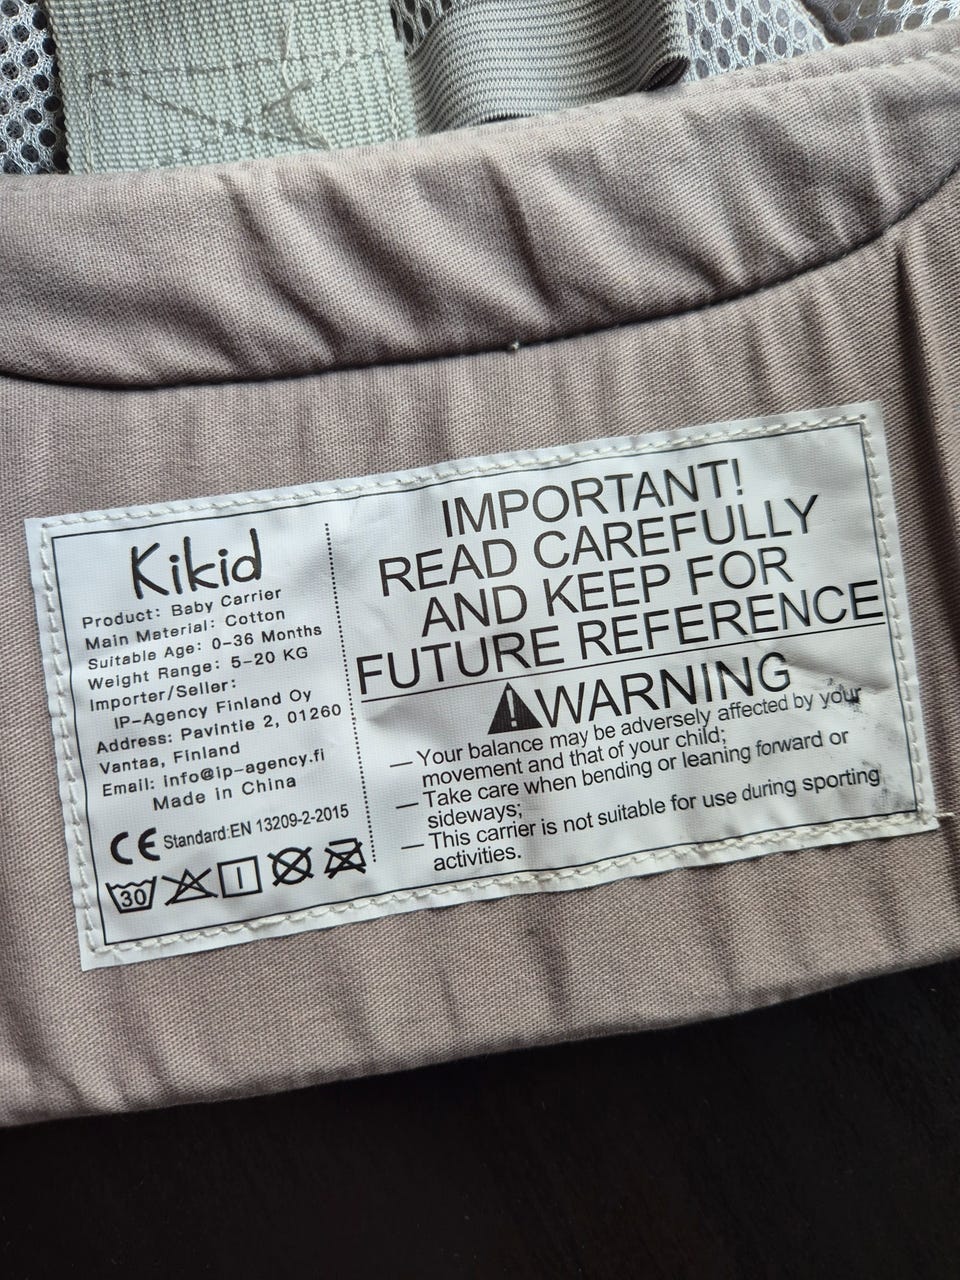 Kikid
Product: Baby Carrier
Main Material: Cotton
Suitable Age: 0-36 Months
Weight Range: 5-20 KG
Importer/Seller:
IP-Agency Finland Oy
Address: Pavintie 2, 01260
Vantaa, Finland
Email: info@ip-agency.fi
Made in China
CE Standard:EN 13209-2-2015
30
IMPORTANT!
READ CAREFULLY
AND KEEP FOR
FUTURE REFERENCE
WARNING
— Your balance may be adversely affected by your
movement and that of your child;
— Take care when bending or leaning forward or
sideways;
— This carrier is not suitable for use during sporting
activities.